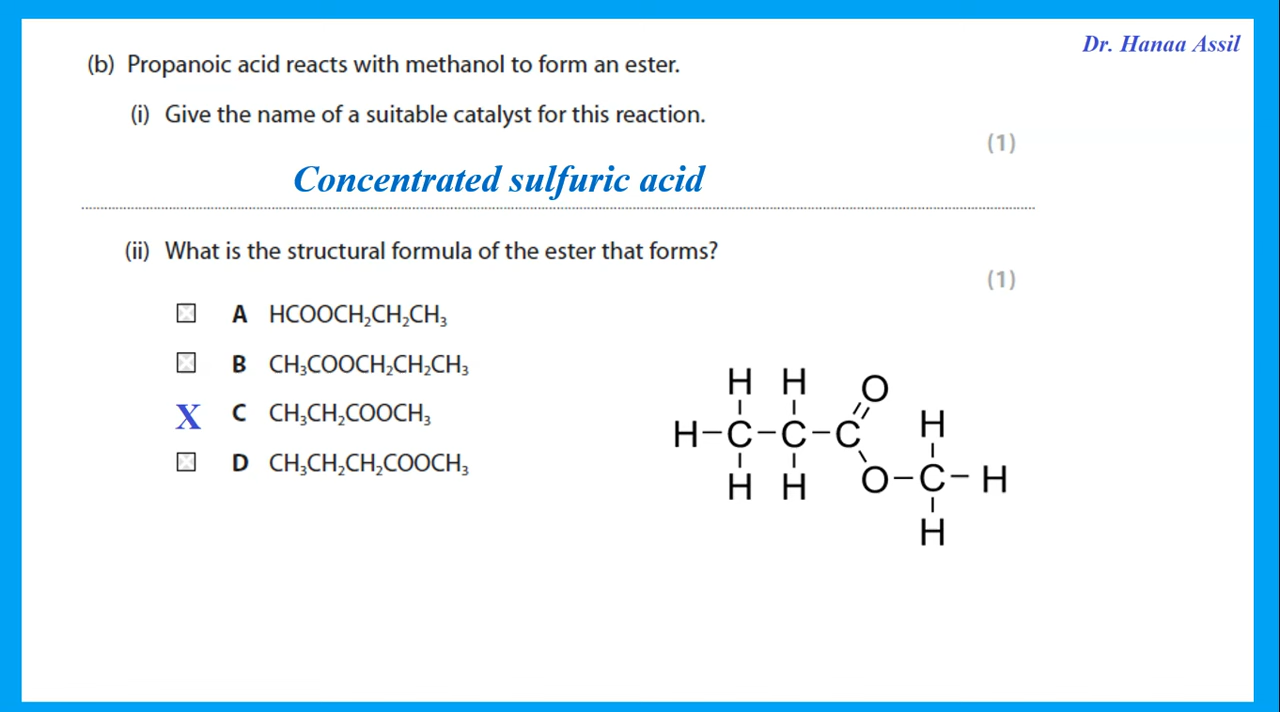 Dr. Hanaa Assil
(b) Propanoic acid reacts with methanol to form an ester.
(i) Give the name of a suitable catalyst for this reaction.
(1)
Concentrated sulfuric acid
(ii) What is the structural formula of the ester that forms?
(1)
A HCOOCH₂CH₂CH₃
B CH₃COOCH₂CH₂CH₃
X C CH₃CH₂COOCH₃
D CH₃CH₂CH₂COOCH₃
H H O
H–C–C–C H
H H O–C–H
H